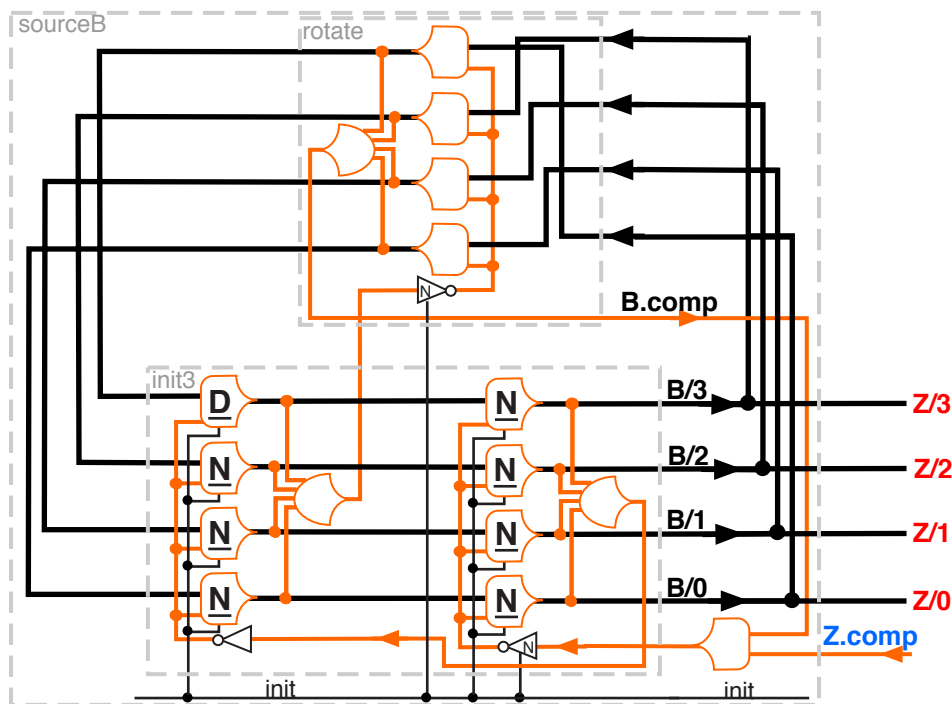 sourceB
rotate
N
B.comp
init3
D
N
B/3
Z/3
N
N
B/2
Z/2
N
N
B/1
Z/1
N
N
B/0
Z/0
N
Z.comp
init
init